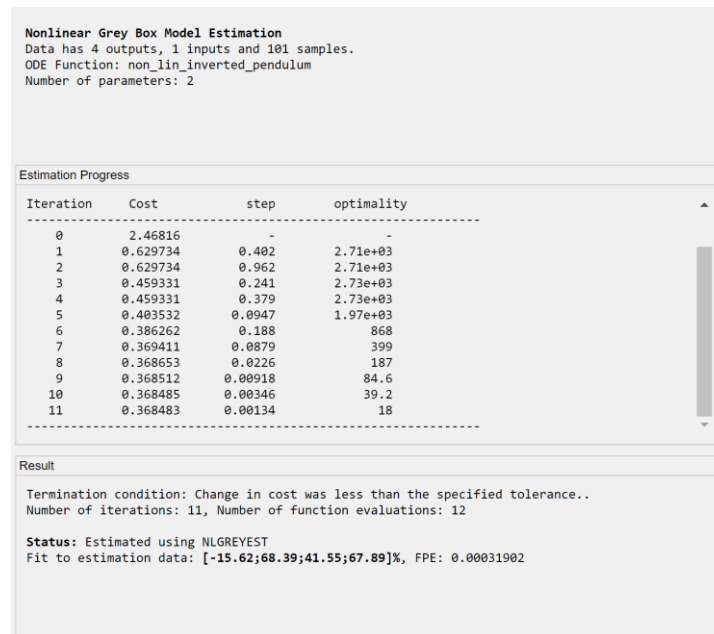 Nonlinear Grey Box Model Estimation
Data has 4 outputs, 1 inputs and 101 samples.
ODE Function: non_lin_inverted_pendulum
Number of parameters: 2
Estimation Progress
Iteration Cost step optimality
------------------------------------------------------------
0 2.46816 - -
1 0.629734 0.402 2.71e+03
2 0.629734 0.962 2.71e+03
3 0.459331 0.241 2.73e+03
4 0.459331 0.379 2.73e+03
5 0.403532 0.0947 1.97e+03
6 0.386262 0.188 868
7 0.369411 0.0879 399
8 0.368653 0.0226 187
9 0.368512 0.00918 84.6
10 0.368485 0.00346 39.2
11 0.368483 0.00134 18
------------------------------------------------------------
Result
Termination condition: Change in cost was less than the specified tolerance..
Number of iterations: 11, Number of function evaluations: 12
Status: Estimated using NLGREYEST
Fit to estimation data: [-15.62;68.39;41.55;67.89]%, FPE: 0.00031902